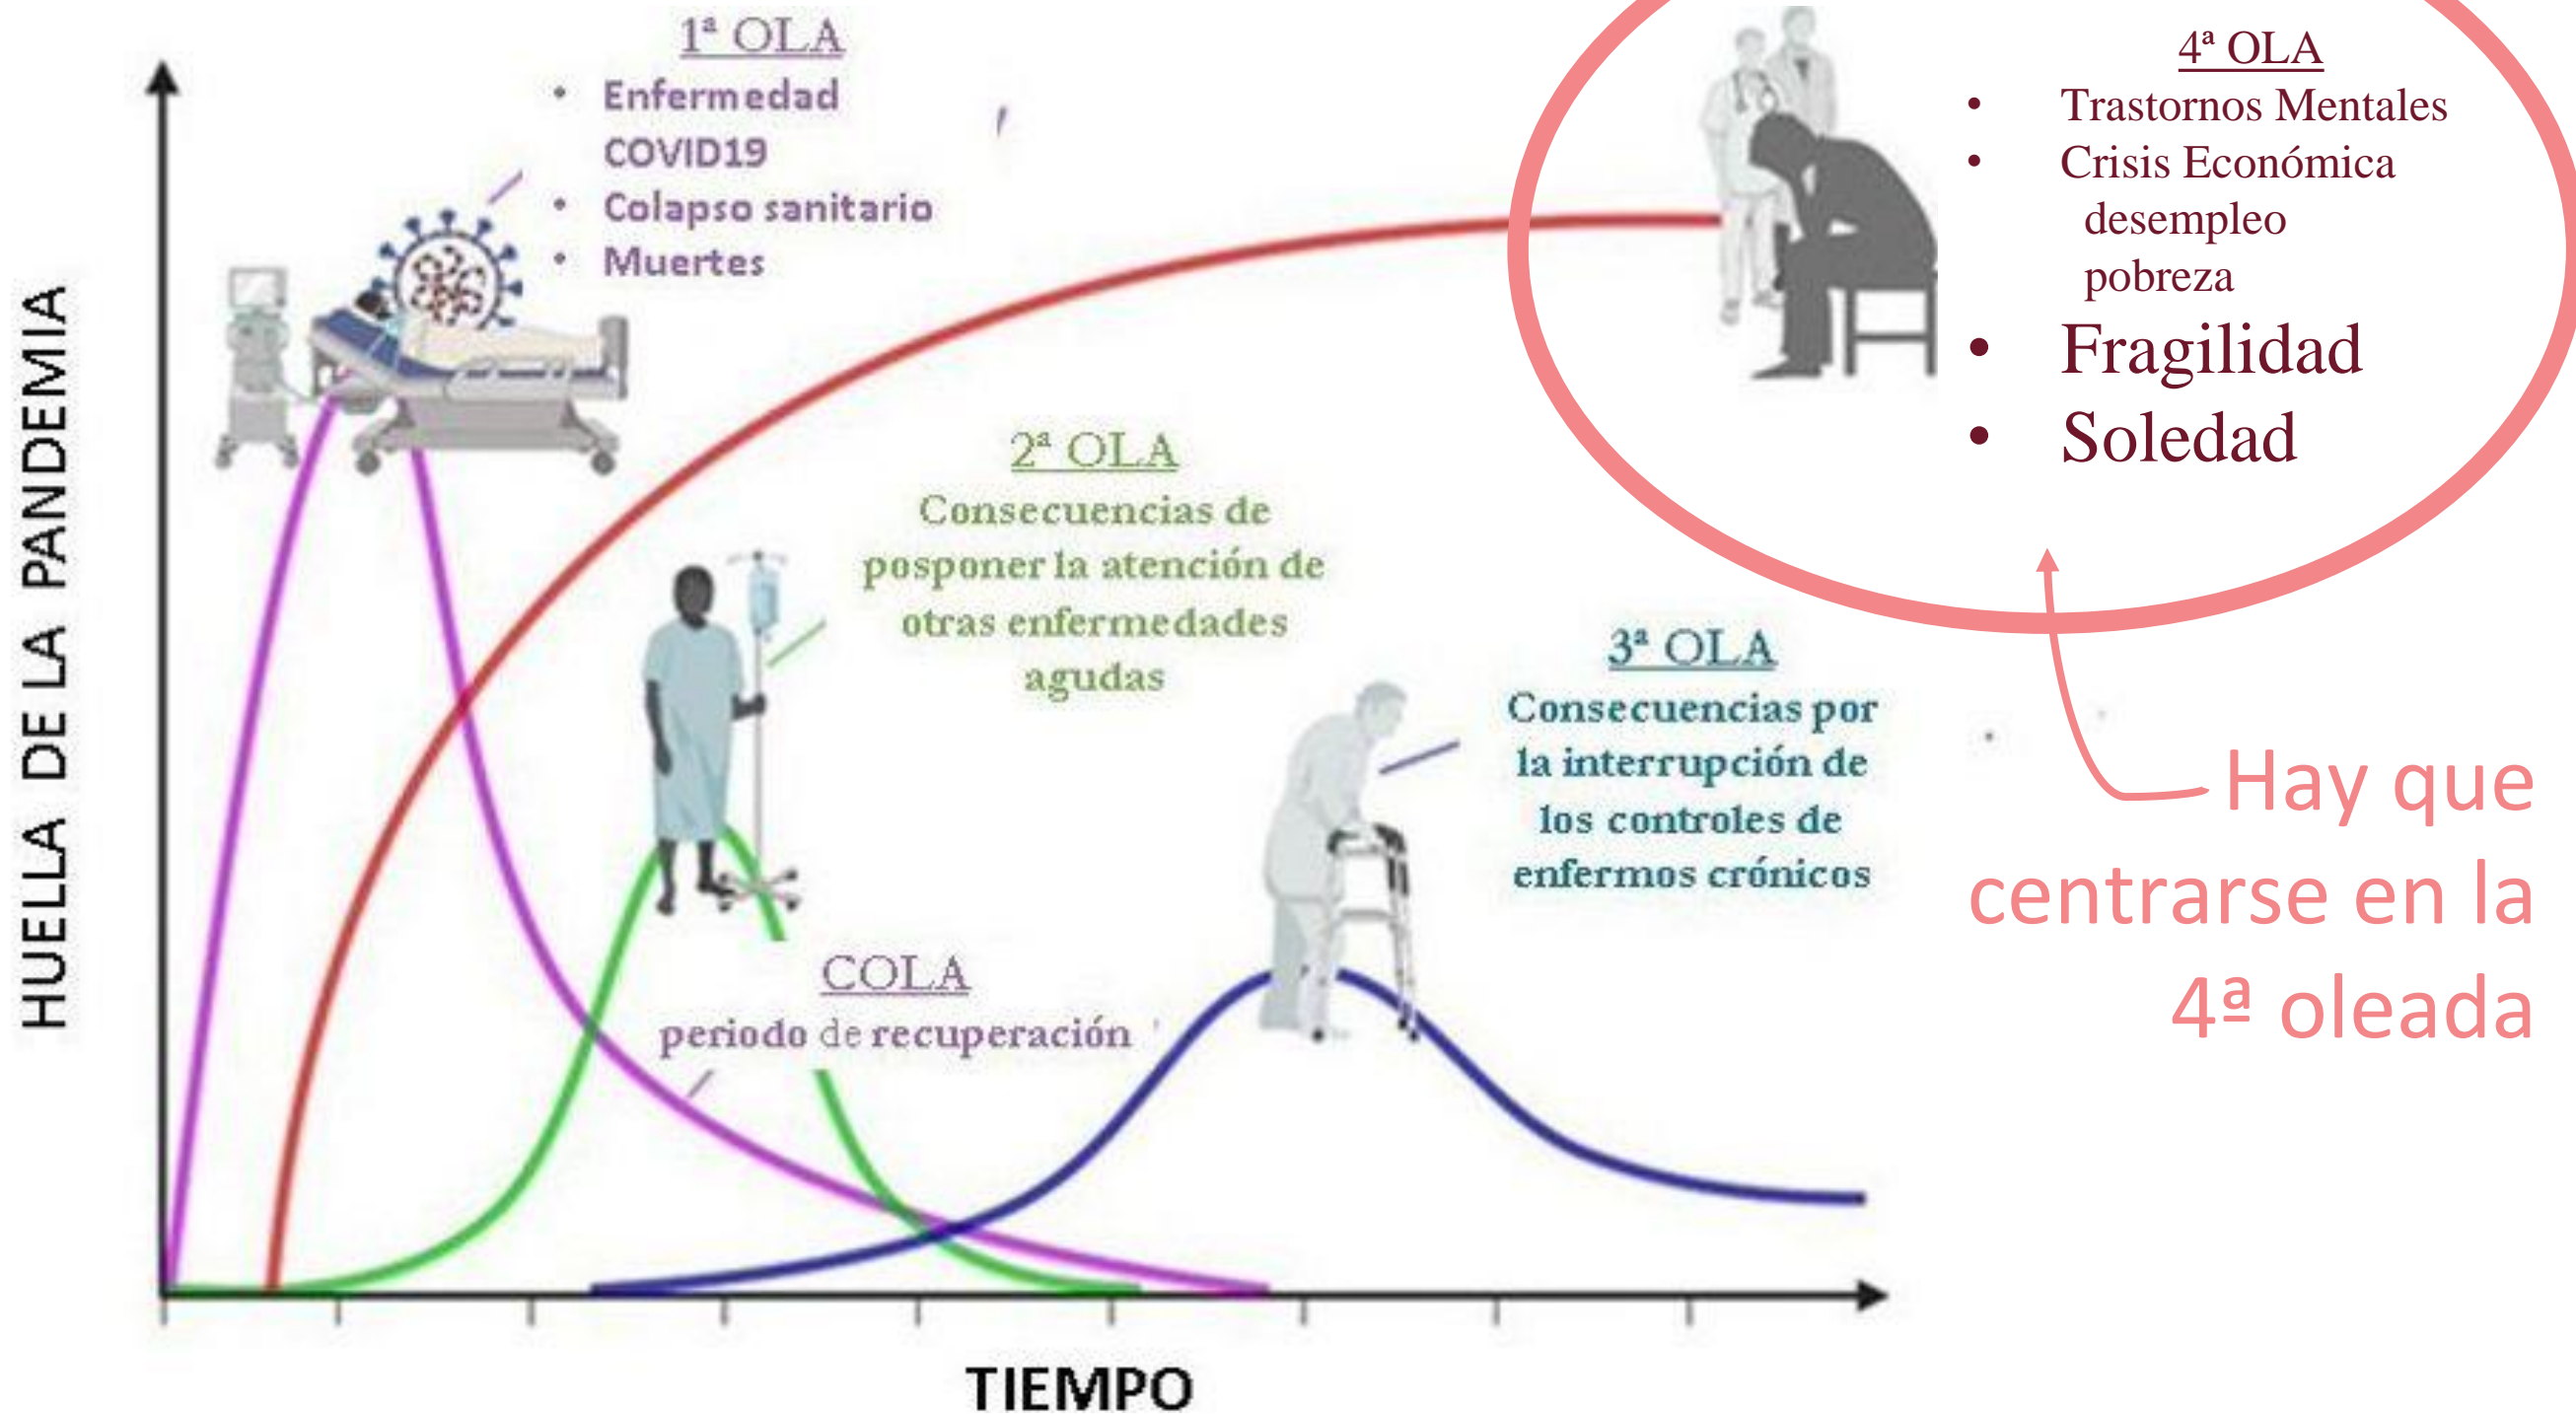 1ª OLA
• Enfermedad
COVID19
• Colapso sanitario
• Muertes
4ª OLA
• Trastornos Mentales
• Crisis Económica
desempleo
pobreza
• Fragilidad
• Soledad
2ª OLA
Consecuencias de
posponer la atención de
otras enfermedades
agudas
3ª OLA
Consecuencias por
la interrupción de
los controles de
enfermos crónicos
Hay que
centrarse en la
4ª oleada
COLA
periodo de recuperación
HUELLA DE LA PANDEMIA
TIEMPO